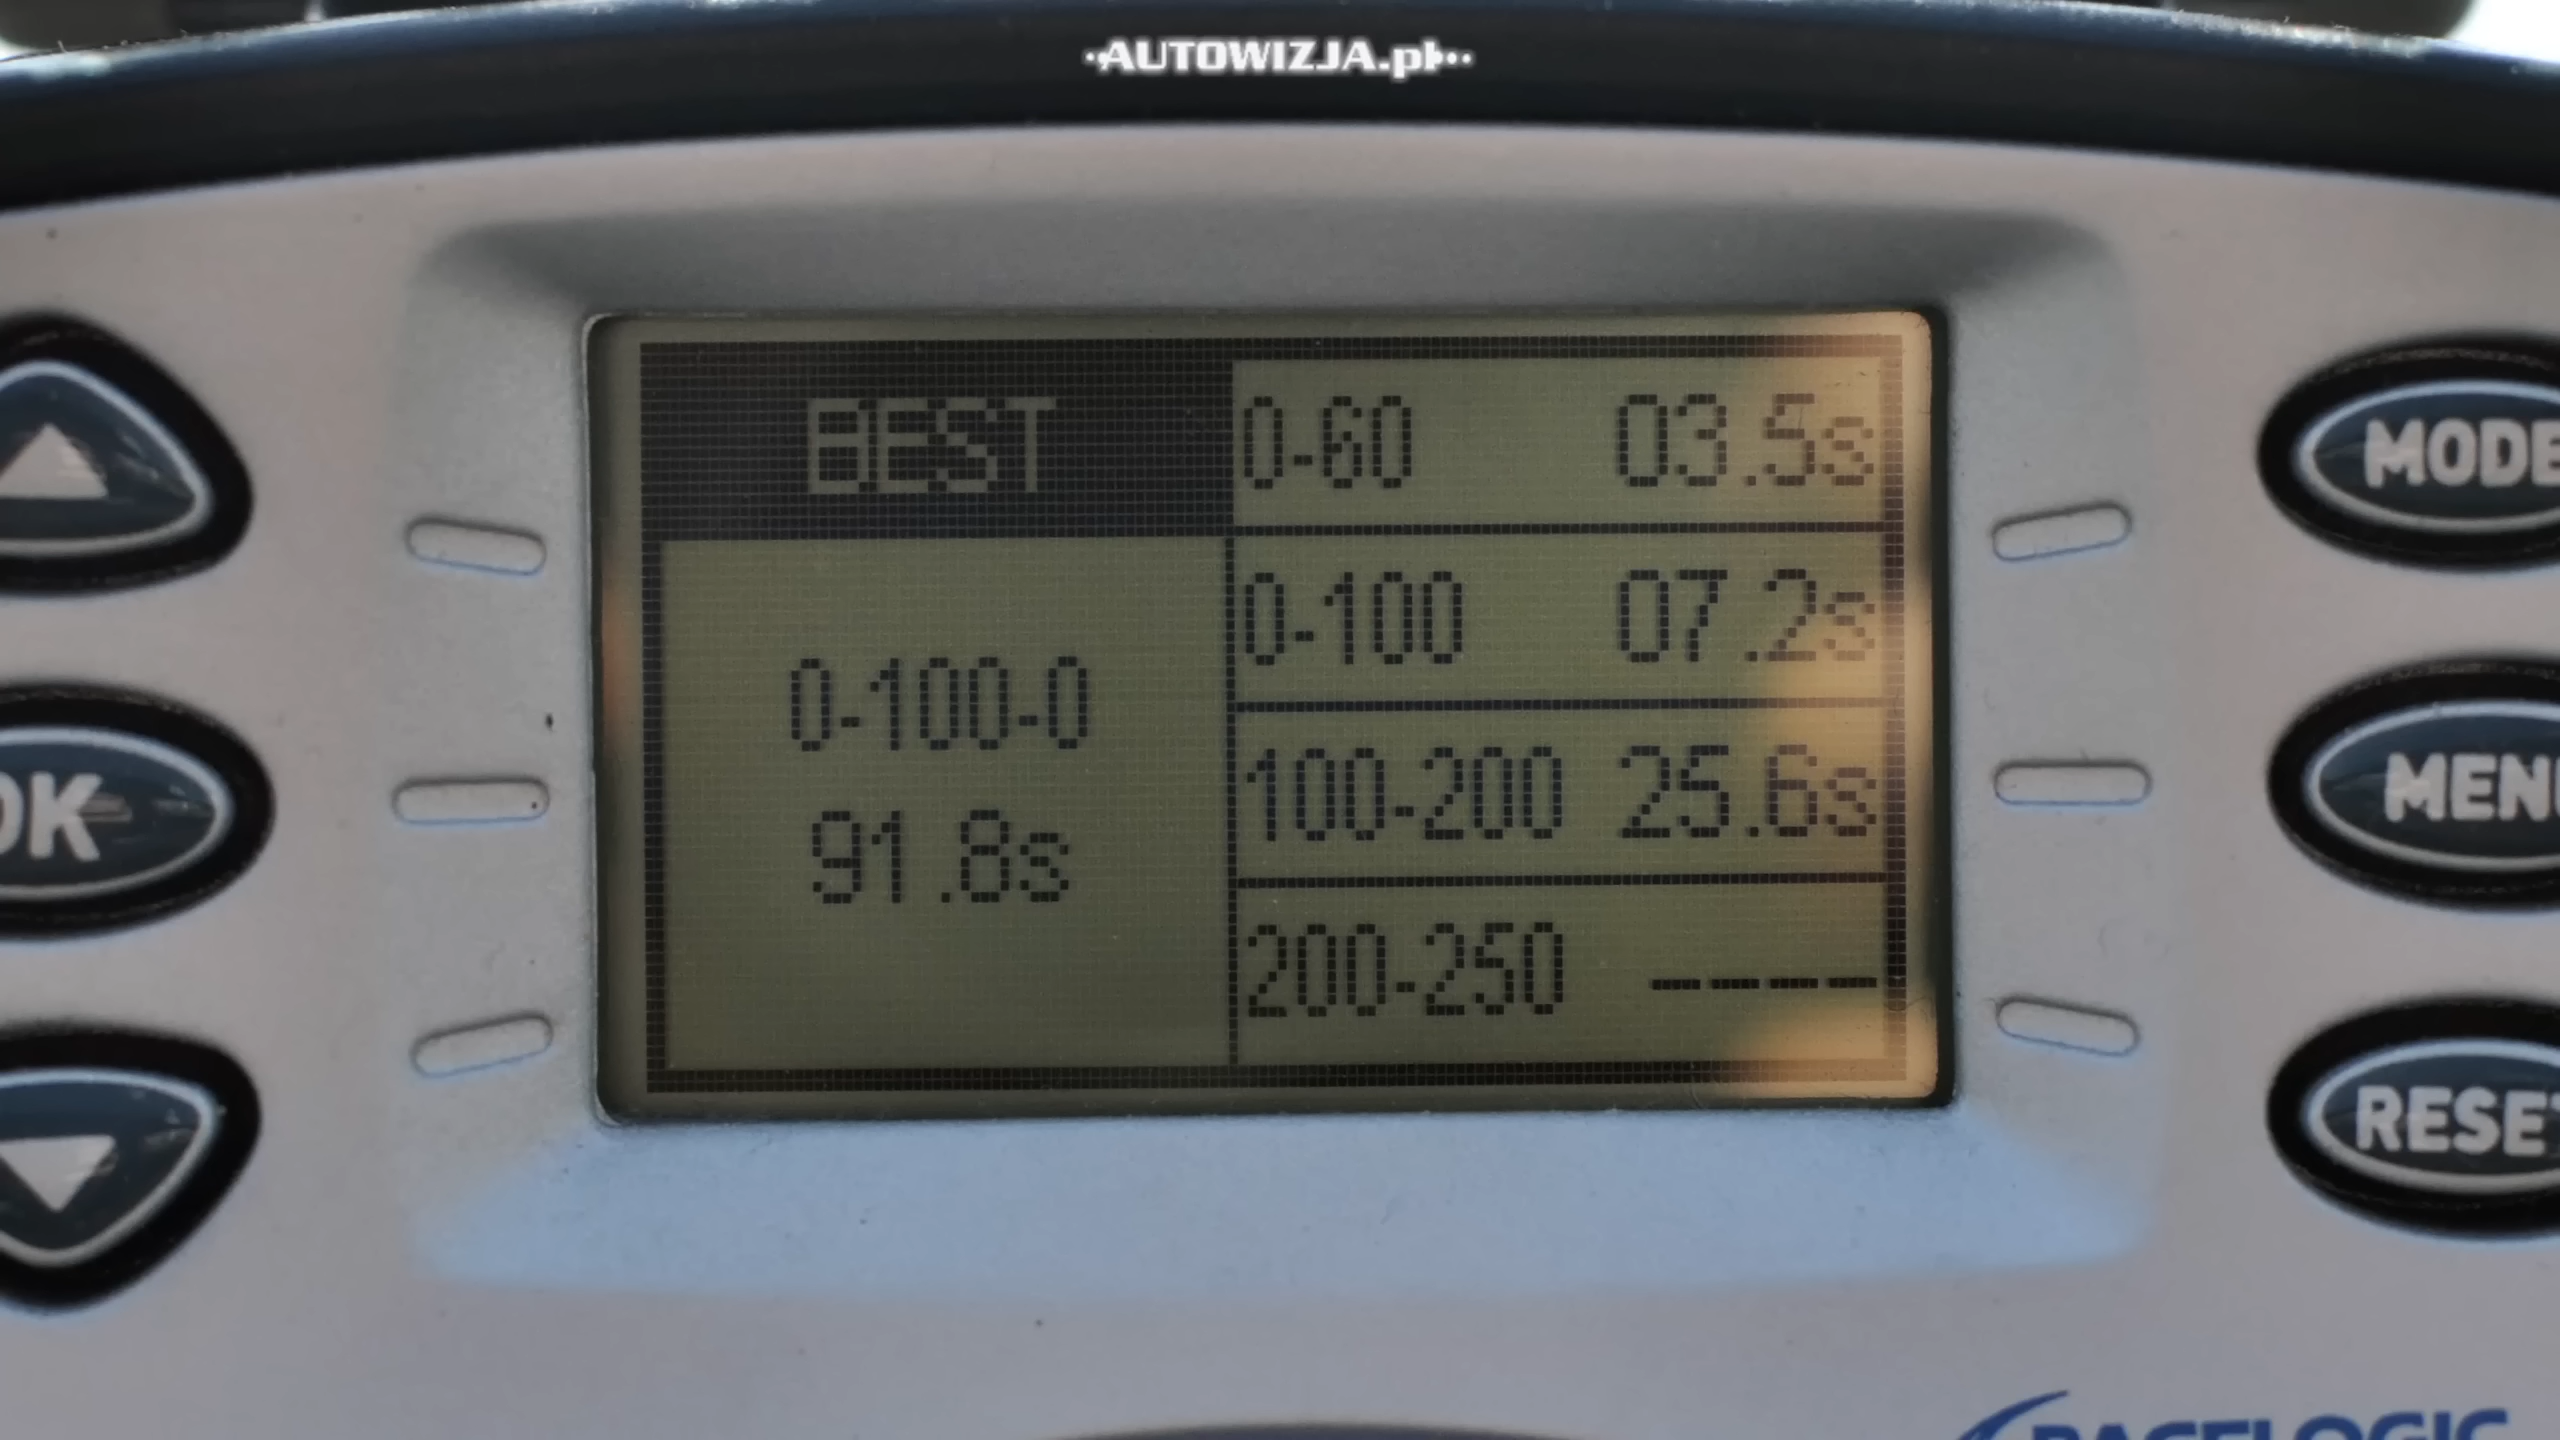 AUTOWIZJA.pl
BEST
0-60 03.5s
0-100 07.2s
0-100-0
91.8s
100-200 25.6s
200-250 ----
OK
MODE
MENU
RESET
RACELOGIC